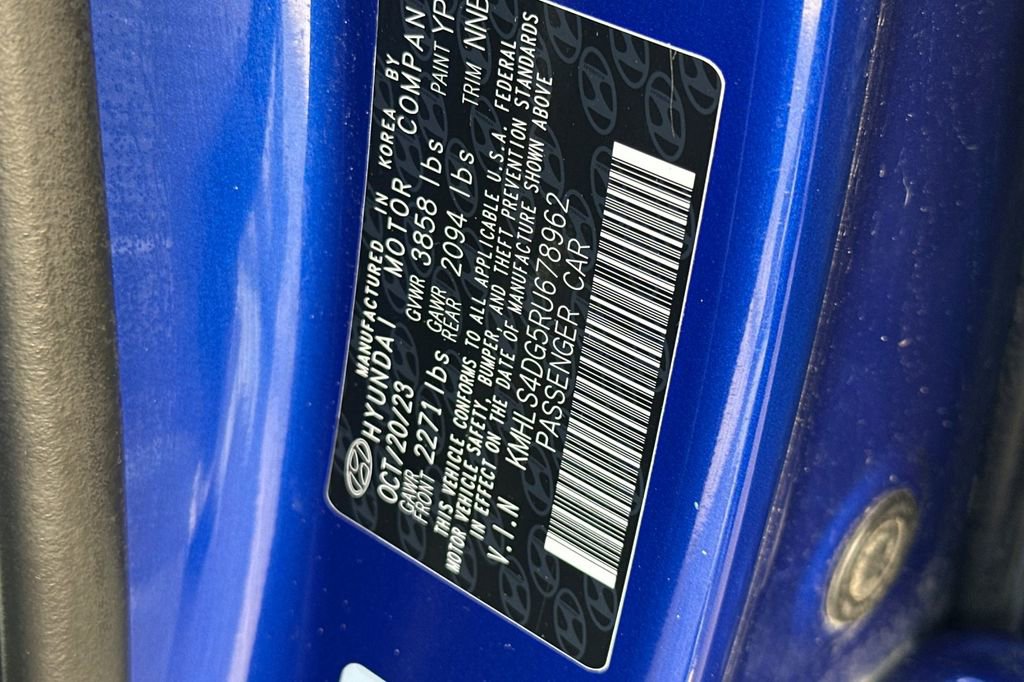 MANUFACTURED IN KOREA BY
HYUNDAI MOTOR COMPAN
OCT/20/23 GVWR 3858 lbs PAINT YP
GAWR FRONT 2271 lbs GAWR REAR 2094 lbs TRIM NNB
THIS VEHICLE CONFORMS TO ALL APPLICABLE U.S.A. FEDERAL
MOTOR VEHICLE SAFETY, BUMPER, AND THEFT PREVENTION STANDARDS
IN EFFECT ON THE DATE OF MANUFACTURE SHOWN ABOVE
V.I.N KMHLS4DG5RU678962
PASSENGER CAR